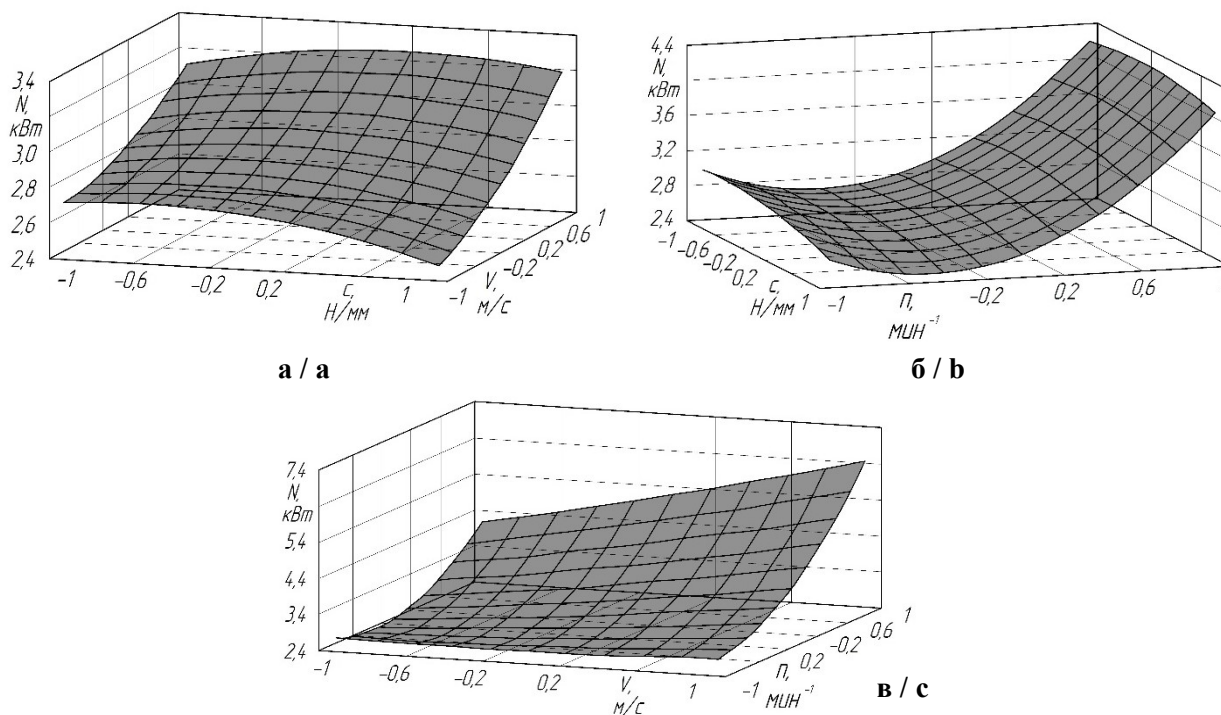 3,4
N,
кВт
3,0
2,8
2,6
2,4
-1 -0,6 -0,2 0,2 с, Н/мм 1
-1 -0,2 0,2 0,6 1
V, м/с
а / a
4,4
N,
кВт
3,6
3,2
2,8
2,4
-1 -0,6 -0,2 0,2 1
с, Н/мм
-1 п, -0,2 0,2 0,6
мин⁻¹
б / b
7,4
N,
кВт
5,4
4,4
3,4
2,4
-1 -0,6 -0,2 0,2 V, м/с 1
-1 0,2 -0,2 0,6 1
п, мин⁻¹
в / c